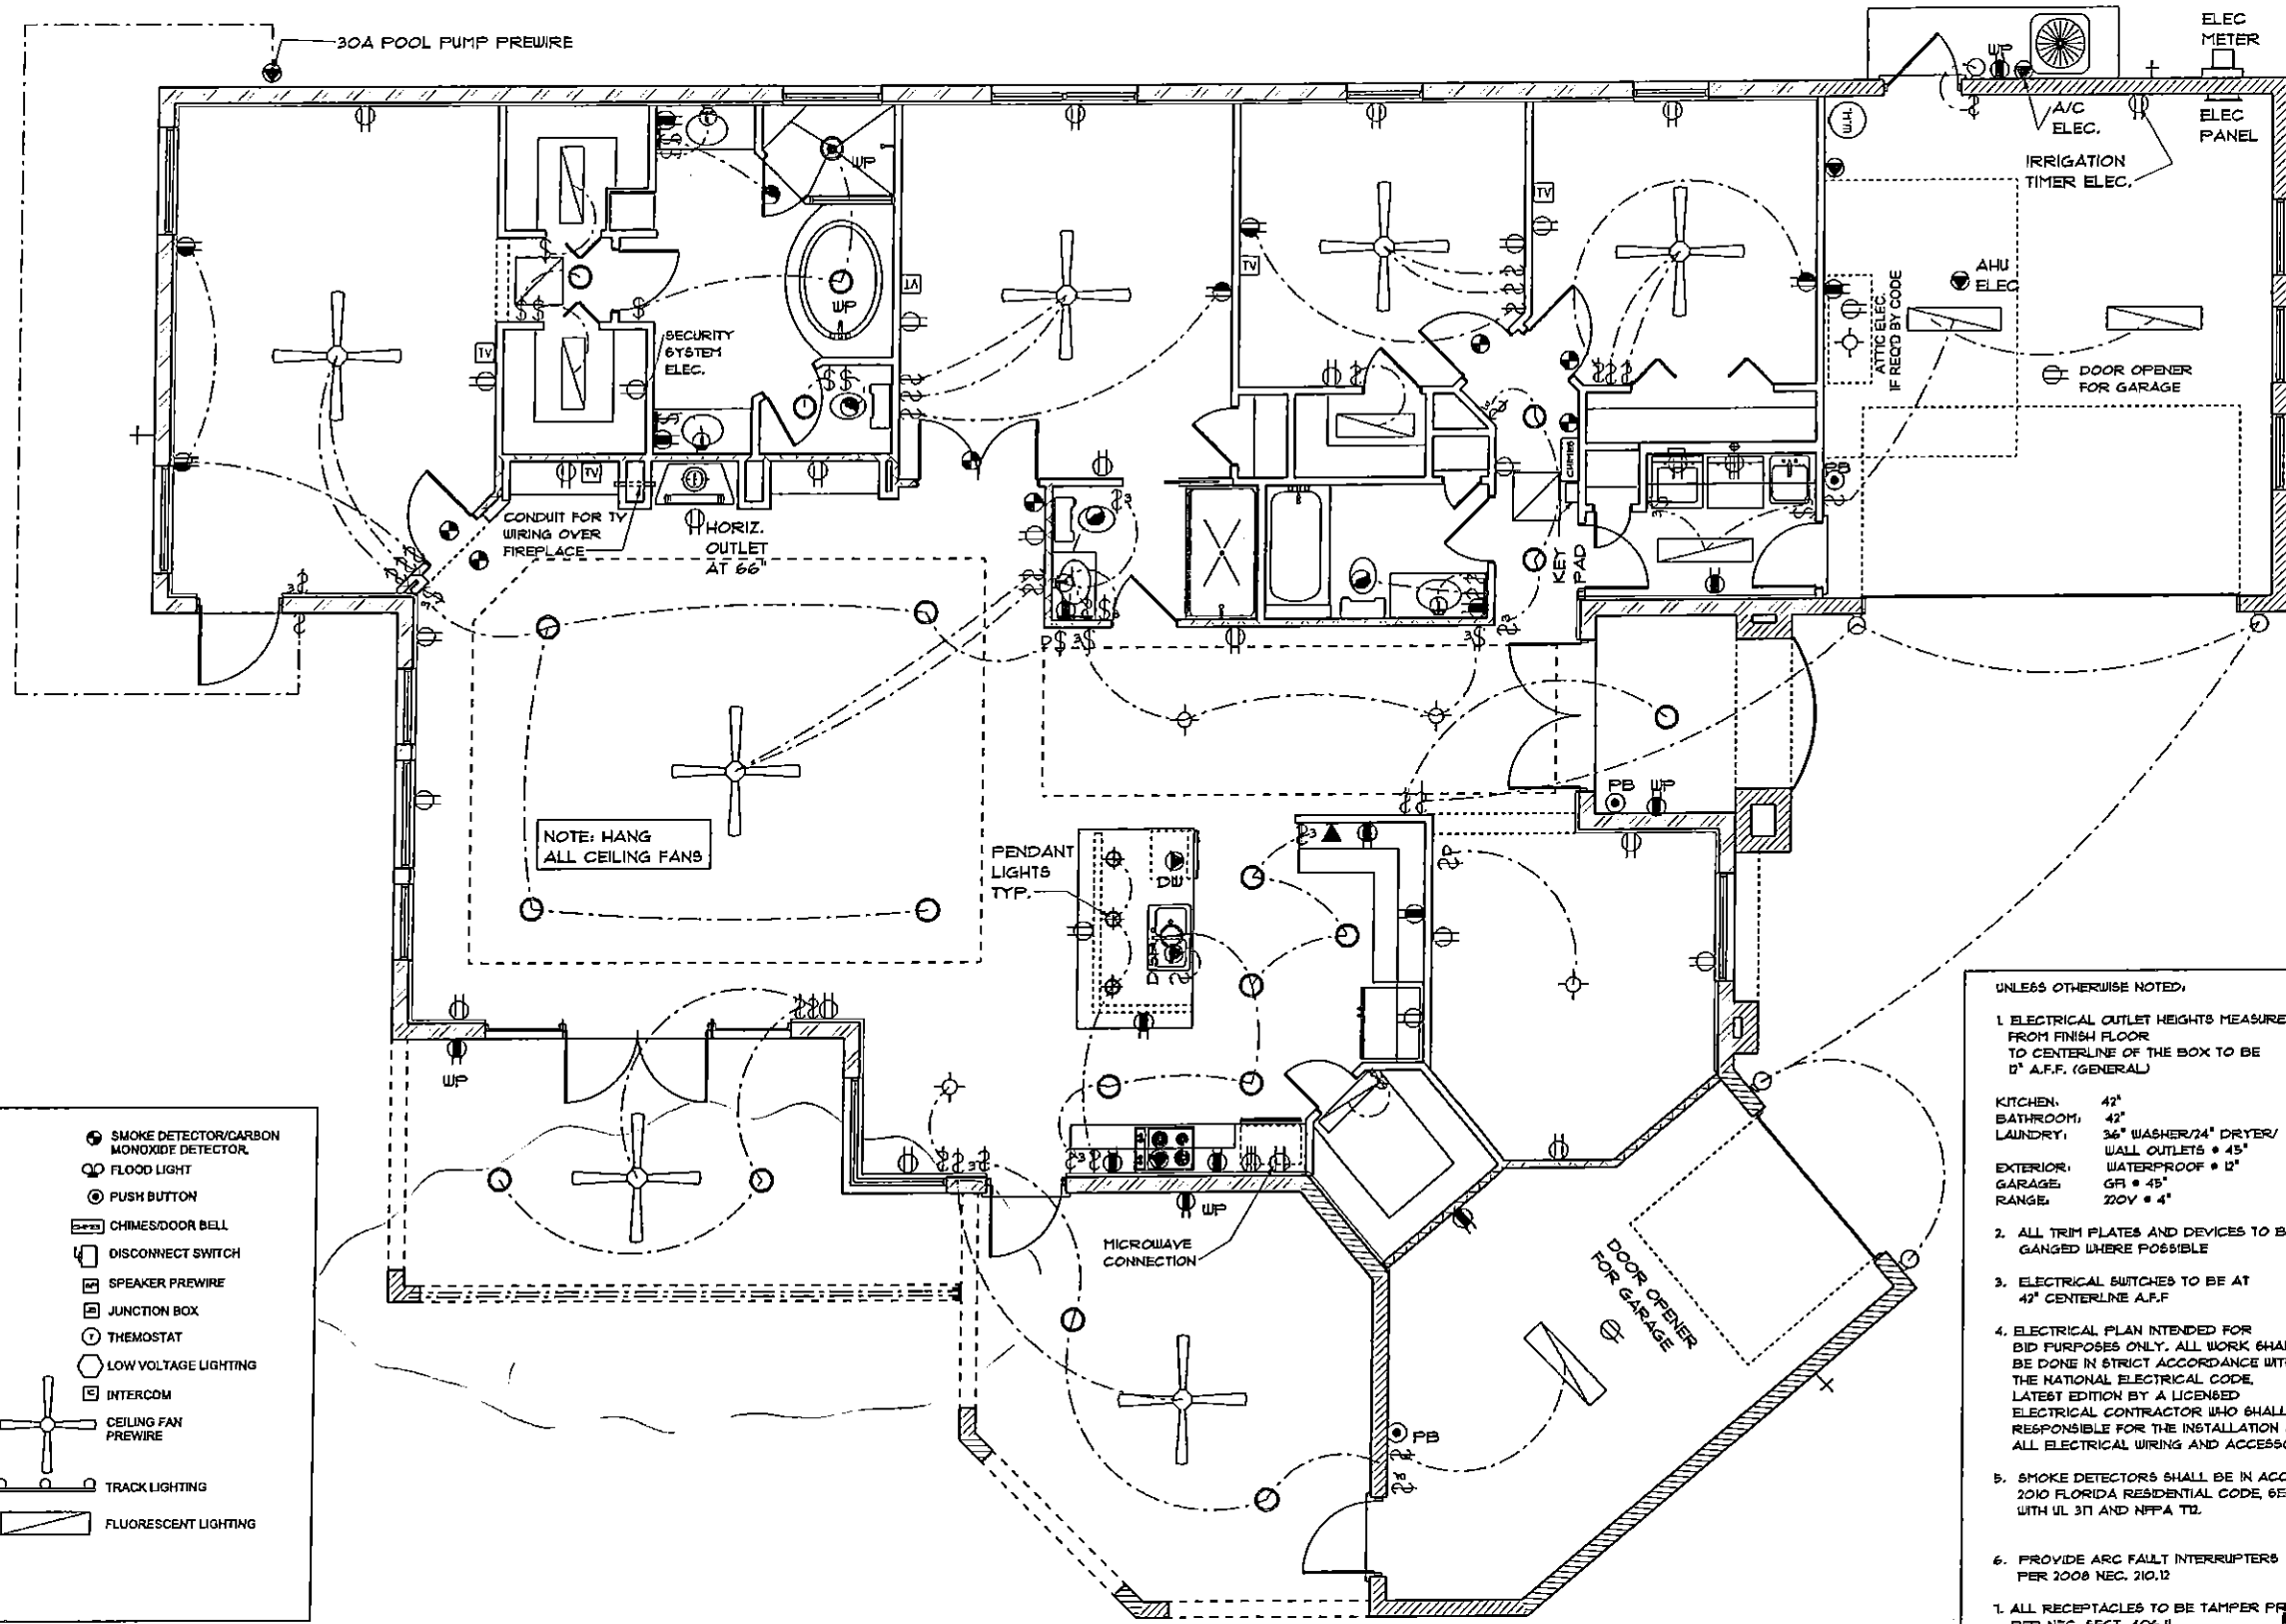 30A POOL PUMP PREWIRE
ELEC
METER
WP
A/C
ELEC.
ELEC
PANEL
IRRIGATION
TIMER ELEC.
WP
TV
WP
TV
TV
TV
SECURITY
SYSTEM
ELEC.
ATTIC ELEC.
IF REQ'D BY CODE
AHU
ELEC
DOOR OPENER
FOR GARAGE
TV
CHIMES
PB
CONDUIT FOR TV
WIRING OVER
FIREPLACE
HORIZ.
OUTLET
AT 66"
KEY
PAD
PB
WP
NOTE: HANG
ALL CEILING FANS
PENDANT
LIGHTS
TYP.
DW
DISP.
WP
WP
MICROWAVE
CONNECTION
DOOR OPENER
FOR GARAGE
PB
SMOKE DETECTOR/CARBON
MONOXIDE DETECTOR
FLOOD LIGHT
PUSH BUTTON
CHIMES/DOOR BELL
DISCONNECT SWITCH
SPEAKER PREWIRE
JUNCTION BOX
THEMOSTAT
LOW VOLTAGE LIGHTING
INTERCOM
CEILING FAN
PREWIRE
TRACK LIGHTING
FLUORESCENT LIGHTING
UNLESS OTHERWISE NOTED:
1. ELECTRICAL OUTLET HEIGHTS MEASURE
FROM FINISH FLOOR
TO CENTERLINE OF THE BOX TO BE
12" A.F.F. (GENERAL)
KITCHEN: 42"
BATHROOM: 42"
LAUNDRY: 36" WASHER/24" DRYER/
WALL OUTLETS @ 45"
EXTERIOR: WATERPROOF @ 12"
GARAGE: GFI @ 45"
RANGE: 220V @ 4"
2. ALL TRIM PLATES AND DEVICES TO B
GANGED WHERE POSSIBLE
3. ELECTRICAL SWITCHES TO BE AT
42" CENTERLINE A.F.F
4. ELECTRICAL PLAN INTENDED FOR
BID PURPOSES ONLY. ALL WORK SHA
BE DONE IN STRICT ACCORDANCE WIT
THE NATIONAL ELECTRICAL CODE,
LATEST EDITION BY A LICENSED
ELECTRICAL CONTRACTOR WHO SHALL
RESPONSIBLE FOR THE INSTALLATION
ALL ELECTRICAL WIRING AND ACCESSO
5. SMOKE DETECTORS SHALL BE IN ACC
2010 FLORIDA RESIDENTIAL CODE, SE
WITH UL 317 AND NFPA 72.
6. PROVIDE ARC FAULT INTERRUPTERS
PER 2008 NEC. 210.12
7. ALL RECEPTACLES TO BE TAMPER PR